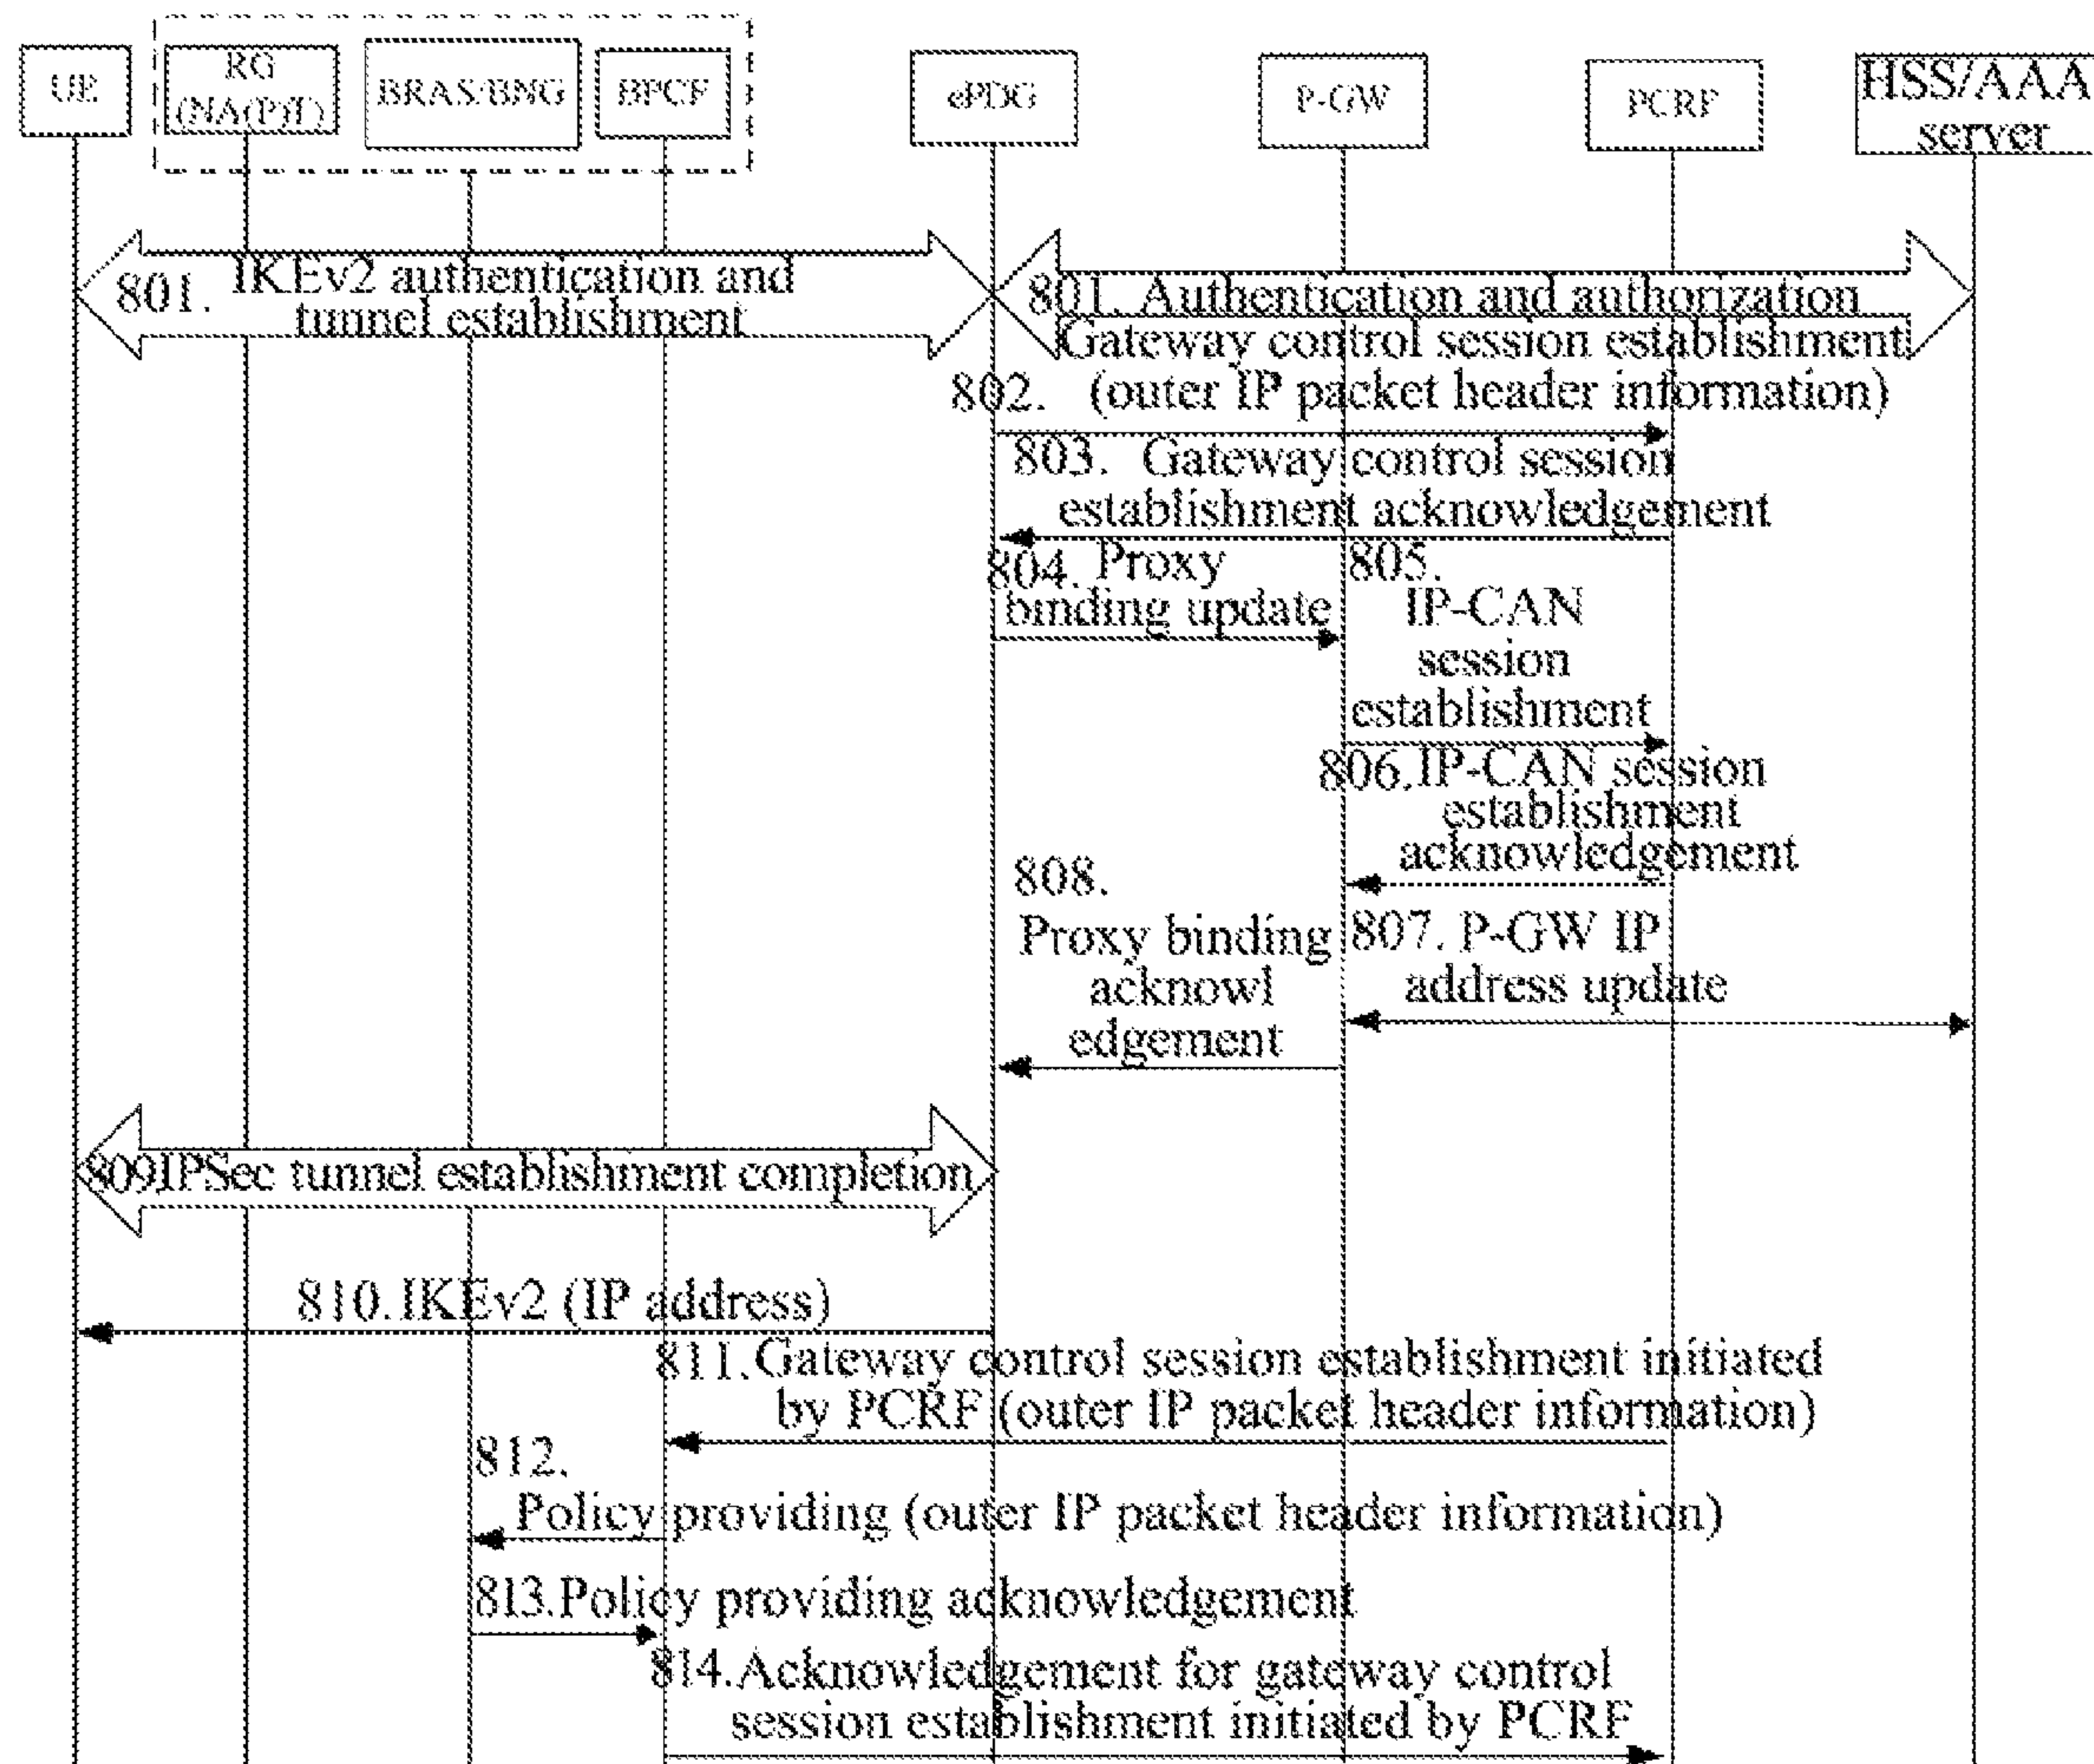 UE
RG
(NA(P)T)
BRAS/BNG
BPCF
ePDG
P-GW
PCRF
HSS/AAA
server
801. IKEv2 authentication and
tunnel establishment
801. Authentication and authorization
Gateway control session establishment
802. (outer IP packet header information)
803. Gateway control session
establishment acknowledgement
804. Proxy
binding update
805.
IP-CAN
session
establishment
806. IP-CAN session
establishment
acknowledgement
808.
Proxy binding
acknowl
edgement
807. P-GW IP
address update
809 IPSec tunnel establishment completion
810. IKEv2 (IP address)
811. Gateway control session establishment initiated
by PCRF (outer IP packet header information)
812.
Policy providing (outer IP packet header information)
813. Policy providing acknowledgement
814. Acknowledgement for gateway control
session establishment initiated by PCRF